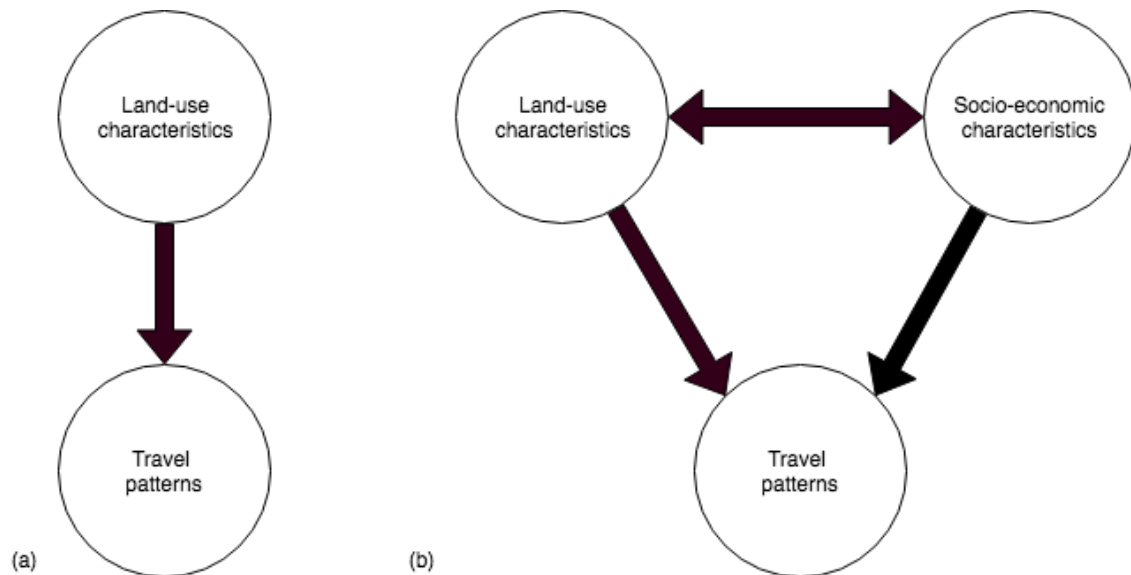 Land-use
characteristics
Travel
patterns
(a)
Land-use
characteristics
Socio-economic
characteristics
Travel
patterns
(b)